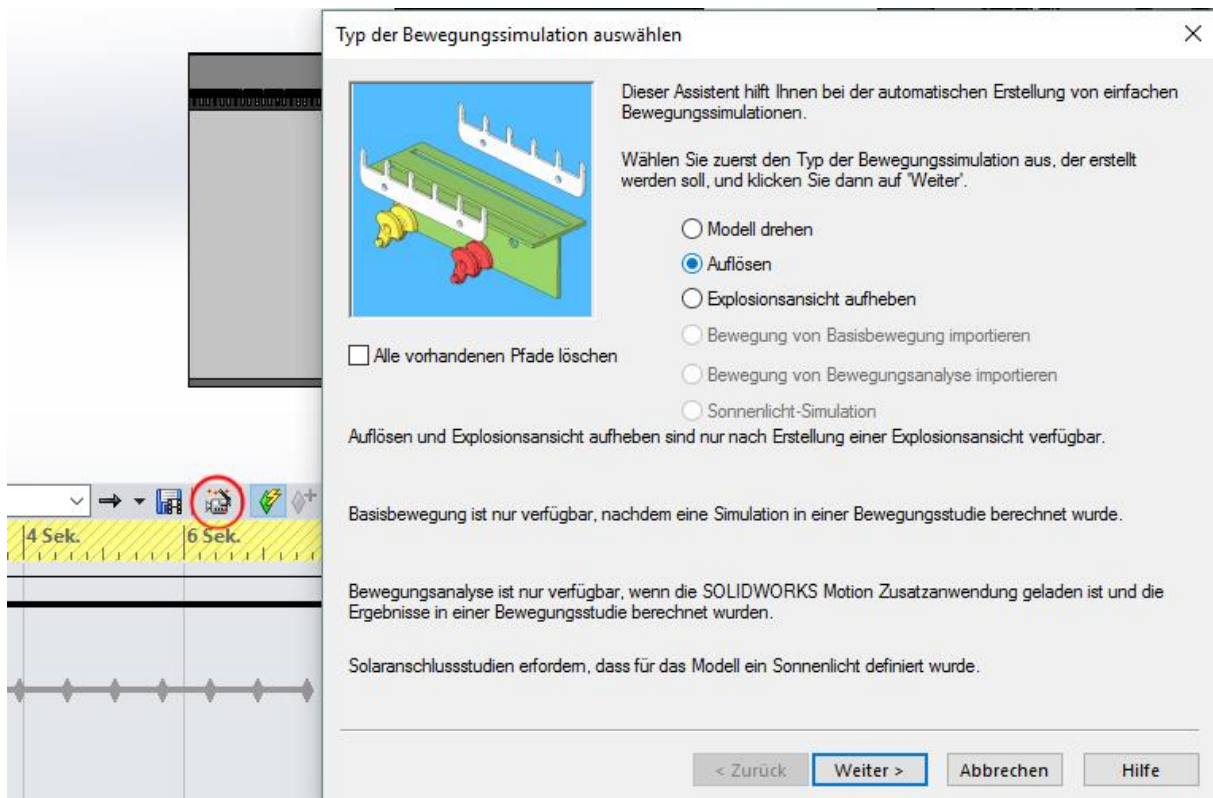 Typ der Bewegungssimulation auswählen
Dieser Assistent hilft Ihnen bei der automatischen Erstellung von einfachen
Bewegungssimulationen.
Wählen Sie zuerst den Typ der Bewegungssimulation aus, der erstellt
werden soll, und klicken Sie dann auf 'Weiter'.
Modell drehen
Auflösen
Explosionsansicht aufheben
Bewegung von Basisbewegung importieren
Alle vorhandenen Pfade löschen
Bewegung von Bewegungsanalyse importieren
Sonnenlicht-Simulation
Auflösen und Explosionsansicht aufheben sind nur nach Erstellung einer Explosionsansicht verfügbar.
Basisbewegung ist nur verfügbar, nachdem eine Simulation in einer Bewegungsstudie berechnet wurde.
4 Sek.
6 Sek.
Bewegungsanalyse ist nur verfügbar, wenn die SOLIDWORKS Motion Zusatzanwendung geladen ist und die
Ergebnisse in einer Bewegungsstudie berechnet wurden.
Solaranschlussstudien erfordern, dass für das Modell ein Sonnenlicht definiert wurde.
< Zurück
Weiter >
Abbrechen
Hilfe